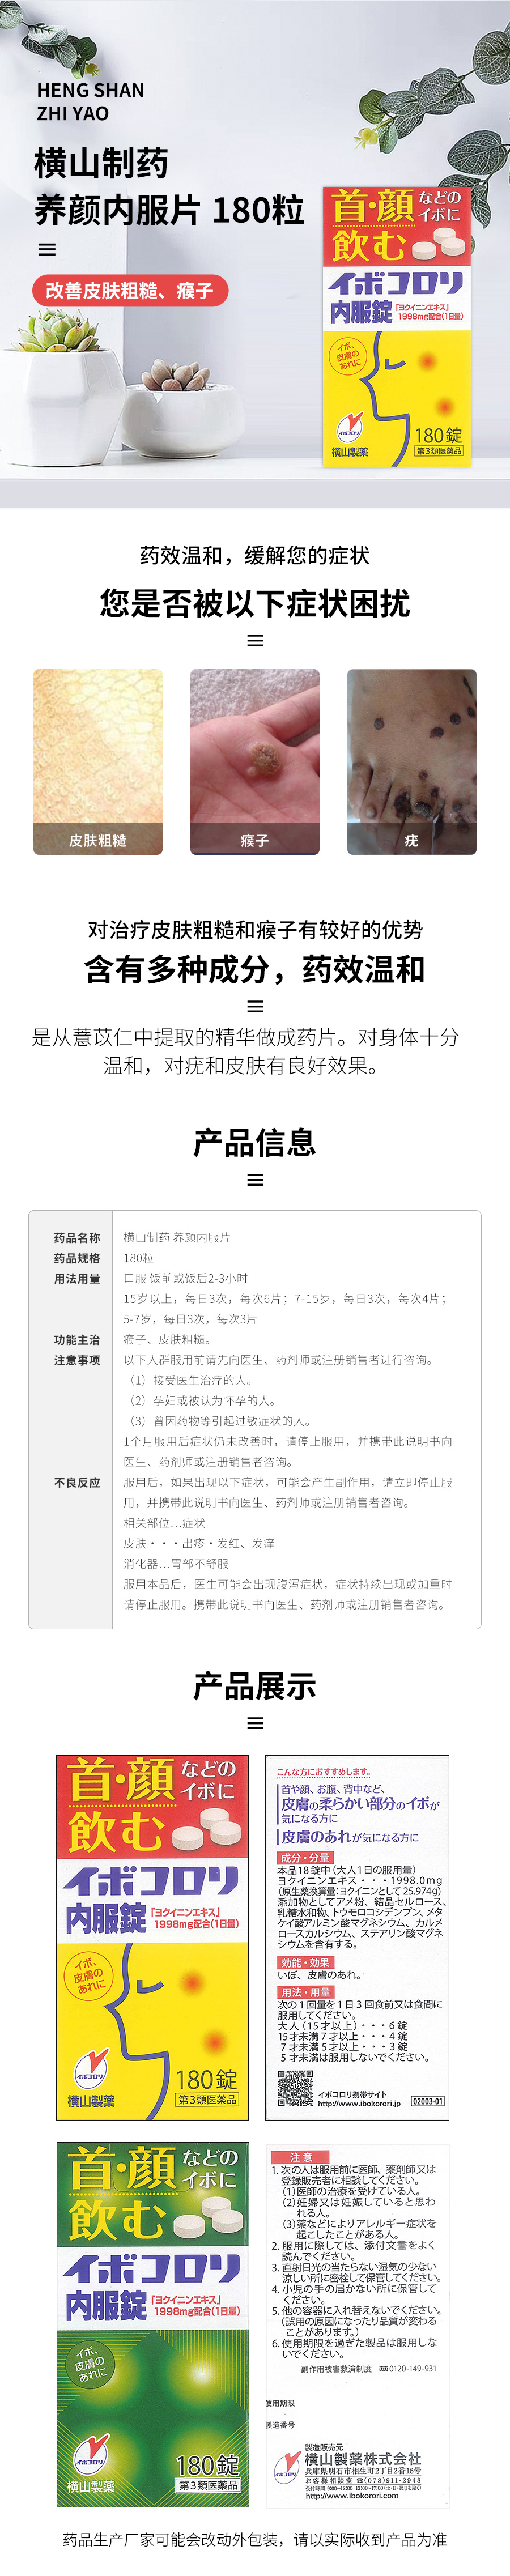 HENG SHAN
ZHI YAO
横山制药
养颜内服片 180粒
改善皮肤粗糙、瘊子
首・顔 などの
イボに
飲む
イボコロリ
内服錠 「ヨクイニンエキス」
1998mg配合(1日量)
イボ、
皮膚の
あれに
イボコロリ
横山製薬
180錠
第3類医薬品
药效温和，缓解您的症状
您是否被以下症状困扰
皮肤粗糙
瘊子
疣
对治疗皮肤粗糙和瘊子有较好的优势
含有多种成分，药效温和
是从薏苡仁中提取的精华做成药片。对身体十分
温和，对疣和皮肤有良好效果。
产品信息
药品名称 横山制药 养颜内服片
药品规格 180粒
用法用量 口服 饭前或饭后2-3小时
15岁以上，每日3次，每次6片；7-15岁，每日3次，每次4片；
5-7岁，每日3次，每次3片
功能主治 瘊子、皮肤粗糙。
注意事项 以下人群服用前请先向医生、药剂师或注册销售者进行咨询。
（1）接受医生治疗的人。
（2）孕妇或被认为怀孕的人。
（3）曾因药物等引起过敏症状的人。
1个月服用后症状仍未改善时，请停止服用，并携带此说明书向
医生、药剂师或注册销售者咨询。
不良反应 服用后，如果出现以下症状，可能会产生副作用，请立即停止服
用，并携带此说明书向医生、药剂师或注册销售者咨询。
相关部位…症状
皮肤・・・出疹・发红、发痒
消化器…胃部不舒服
服用本品后，医生可能会出现腹泻症状，症状持续出现或加重时
请停止服用。携带此说明书向医生、药剂师或注册销售者咨询。
产品展示
首・顔 などの
イボに
飲む
イボコロリ
内服錠 「ヨクイニンエキス」
1998mg配合(1日量)
イボ、
皮膚の
あれに
イボコロリ
横山製薬
180錠
第3類医薬品
こんな方におすすめします。
首や顔、お腹、背中など、
皮膚の柔らかい部分のイボが
気になる方に
皮膚のあれが気になる方に
成分・分量
本品18錠中(大人1日の服用量)
ヨクイニンエキス・・・1998.0mg
(原生薬換算量:ヨクイニンとして25.974g)
添加物としてアメ粉、結晶セルロース、
乳糖水和物、トウモロコシデンプン、メタ
ケイ酸アルミン酸マグネシウム、カルメ
ロースカルシウム、ステアリン酸マグネ
シウムを含有する。
効能・効果
いぼ、皮膚のあれ。
用法・用量
次の1回量を1日3回食前又は食間に
服用してください。
大人(15才以上)・・・6錠
15才未満7才以上・・・4錠
7才未満5才以上・・・3錠
5才未満は服用しないでください。
イボコロリ携帯サイト
http://www.ibokorori.jp
02003-01
首・顔 などの
イボに
飲む
イボコロリ
内服錠 「ヨクイニンエキス」
1998mg配合(1日量)
イボ、
皮膚の
あれに
イボコロリ
横山製薬
180錠
第3類医薬品
注意
1. 次の人は服用前に医師、薬剤師又は
登録販売者に相談してください。
(1)医師の治療を受けている人。
(2)妊婦又は妊娠していると思わ
れる人。
(3)薬などによりアレルギー症状を
起こしたことがある人。
2. 服用に際しては、添付文書をよく
読んでください。
3. 直射日光の当たらない湿気の少ない
涼しい所に密栓して保管してください。
4. 小児の手の届かない所に保管して
ください。
5. 他の容器に入れ替えないでください。
(誤用の原因になったり品質が変わる
ことがあります。)
6. 使用期限を過ぎた製品は服用しな
いでください。
副作用被害救済制度 0120-149-931
使用期限
製造番号
製造販売元
イボコロリ
横山製薬株式会社
兵庫県明石市相生町2丁目2番16号
お客様相談室 ☎(078)911-2948
受付時間 9:00~12:00 13:00~17:00(土・日・祝日を除く)
http://www.ibokorori.com
药品生产厂家可能会改动外包装，请以实际收到产品为准